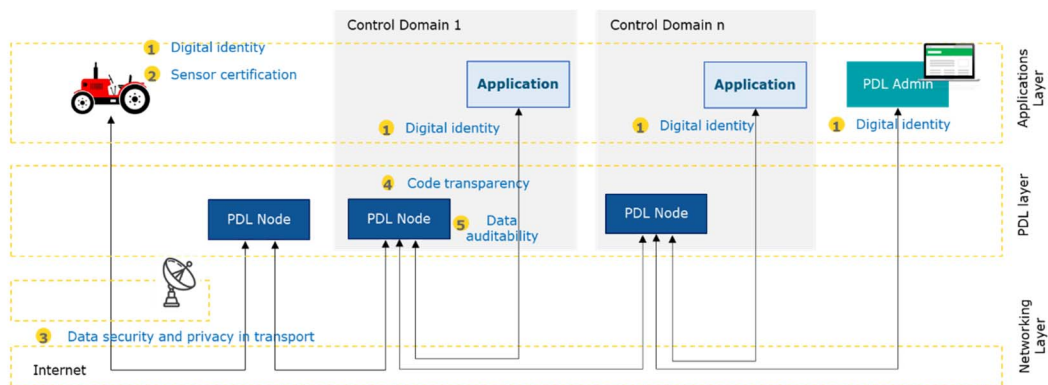 Control Domain 1
Control Domain n
1 Digital identity
2 Sensor certification
Application
Application
PDL Admin
1 Digital identity
1 Digital identity
1 Digital identity
Applications
Layer
4 Code transparency
PDL Node
PDL Node
5 Data
auditability
PDL Node
PDL layer
3 Data security and privacy in transport
Internet
Networking
Layer